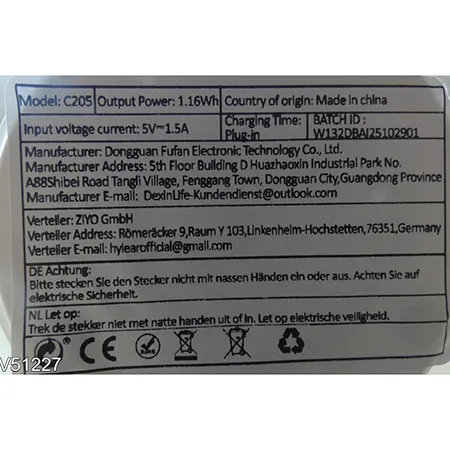 Model: C205 Output Power: 1.16Wh Country of origin: Made in china
Input voltage current: 5V⎓1.5A Charging Time: Plug-in BATCH ID : W132DBAI25102901
Manufacturer: Dongguan Fufan Electronic Technology Co., Ltd.
Manufacturer Address: 5th Floor Building D Huazhaoxin Industrial Park No.
A88Shibei Road Tangli Village, Fenggang Town, Dongguan City,Guangdong Province
Manufacturer E-mail: DexinLife-Kundendienst@outlook.com
Verteller: ZIYO GmbH
Verteller Address: Römeräcker 9,Raum Y 103,Linkenheim-Hochstetten,76351,Germany
Verteller E-mail: hylearofficial@gmail.com
DE Achtung:
Bitte stecken Sie den Stecker nicht mit nassen Händen ein oder aus. Achten Sie auf
elektrische Sicherheit.
NL Let op:
Trek de stekker niet met natte handen uit of in. Let op elektrische veiligheid.
CE
V51227